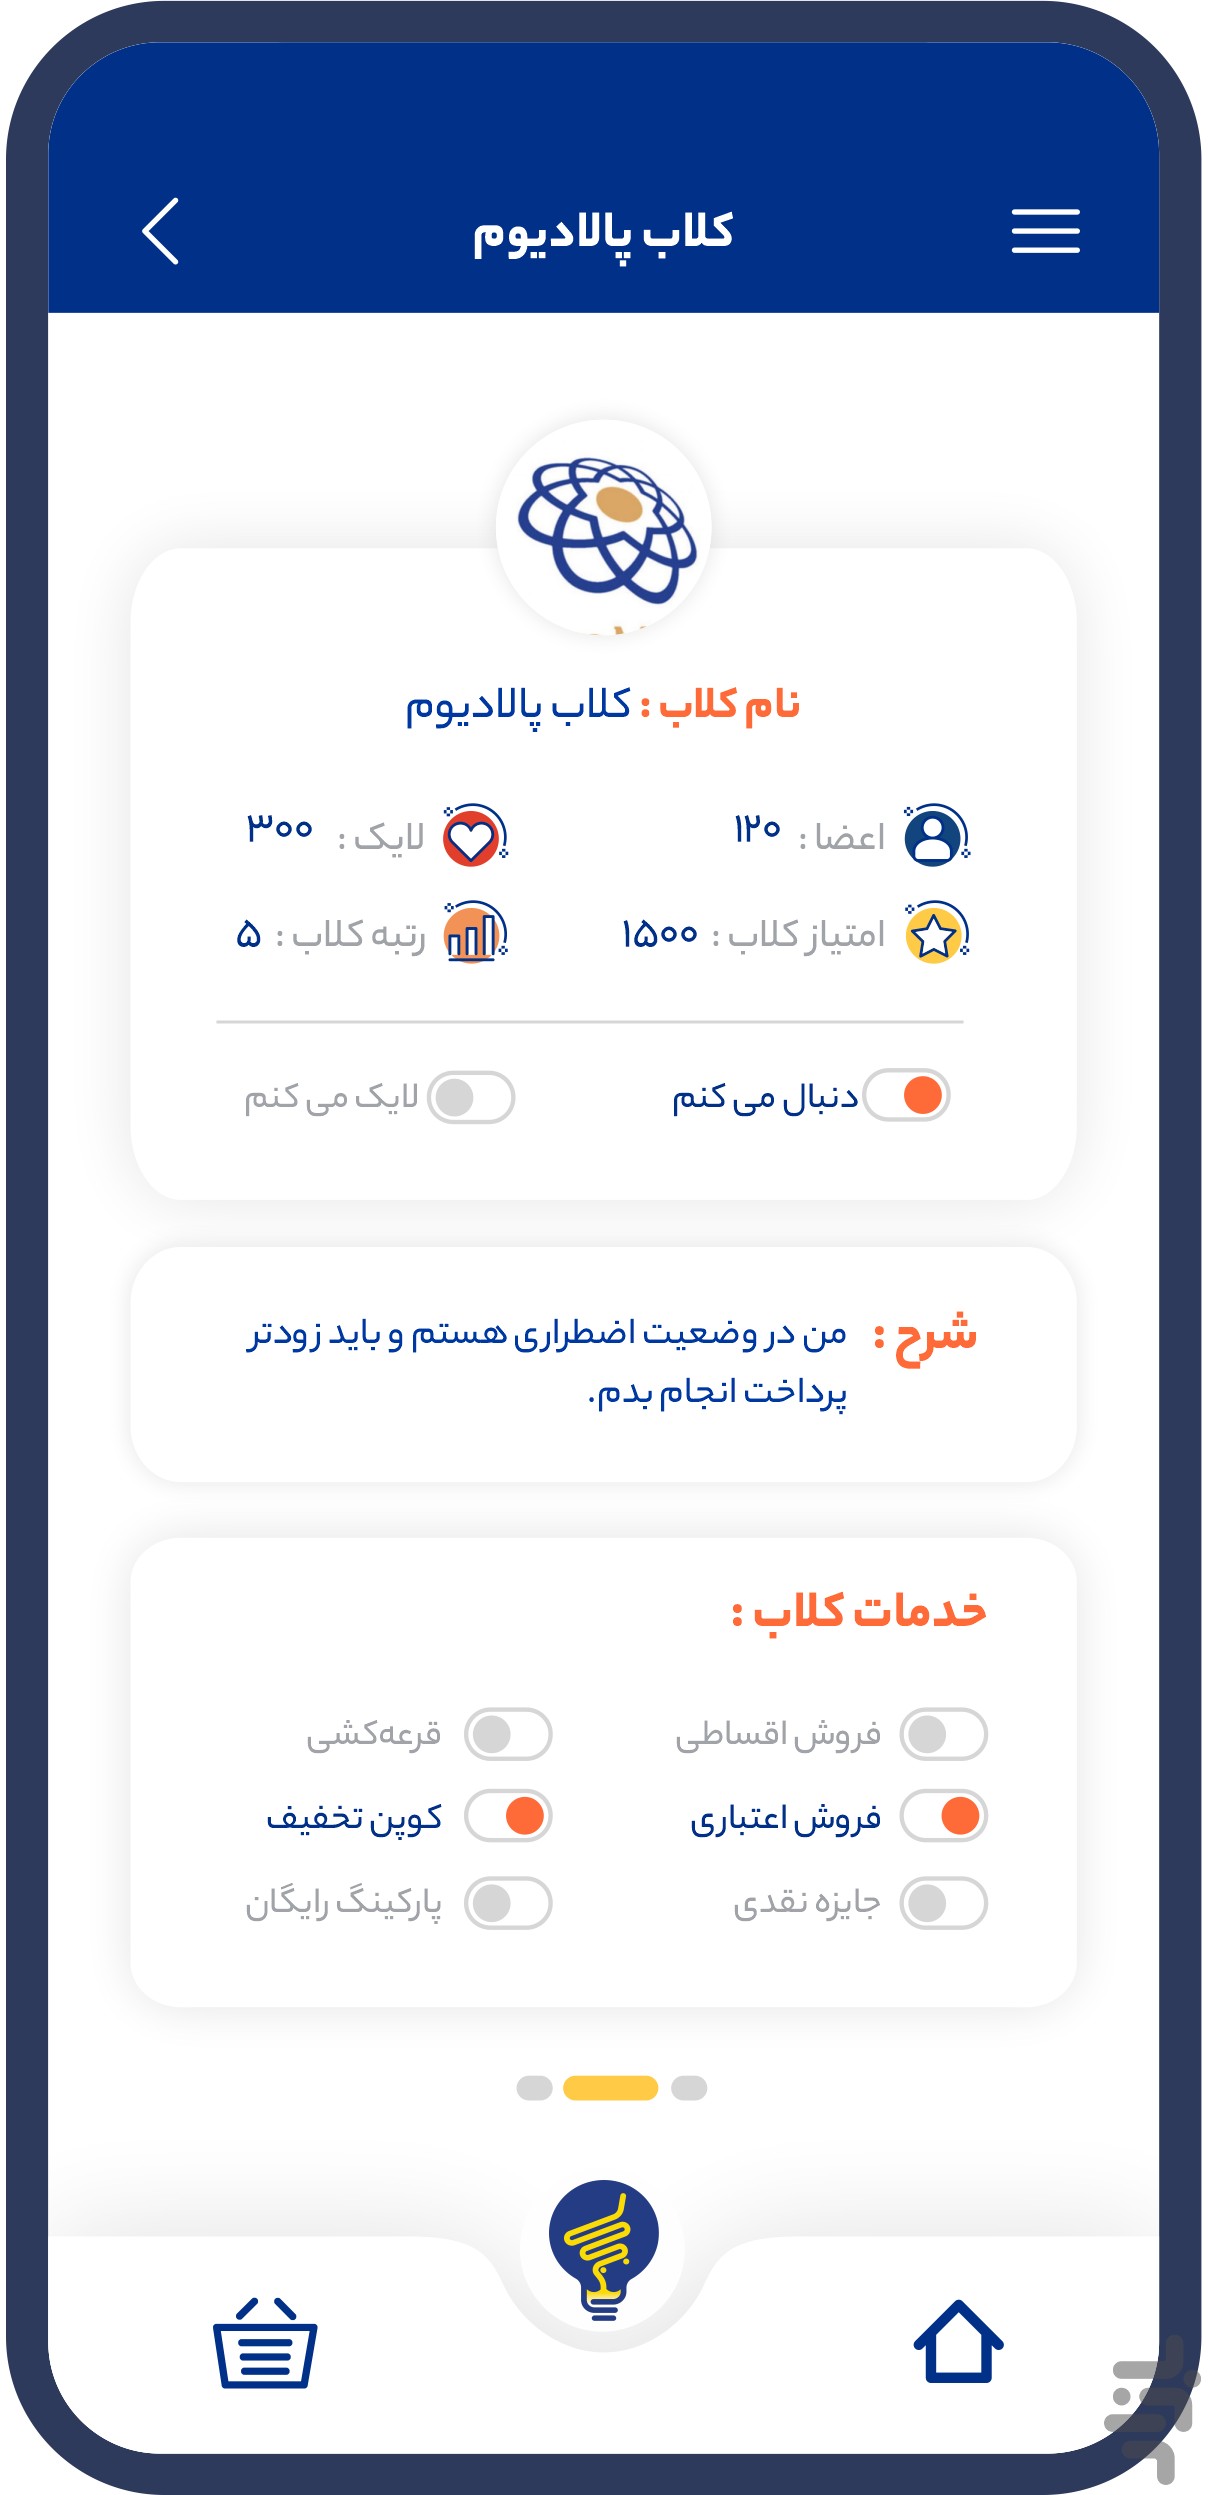 کلاب پالادیوم
نام کلاب : کلاب پالادیوم
اعضا : ۱۲۰
لایک : ۳۰۰
امتیاز کلاب : ۱۵۰۰
رتبه کلاب : ۵
دنبال می کنم
لایک می کنم
شرح : من در وضعیت اضطراری هستم و باید زودتر
پرداخت انجام بدم.
خدمات کلاب :
فروش اقساطی
قرعه‌کشی
فروش اعتباری
کوپن تخفیف
جایزه نقدی
پارکینگ رایگان